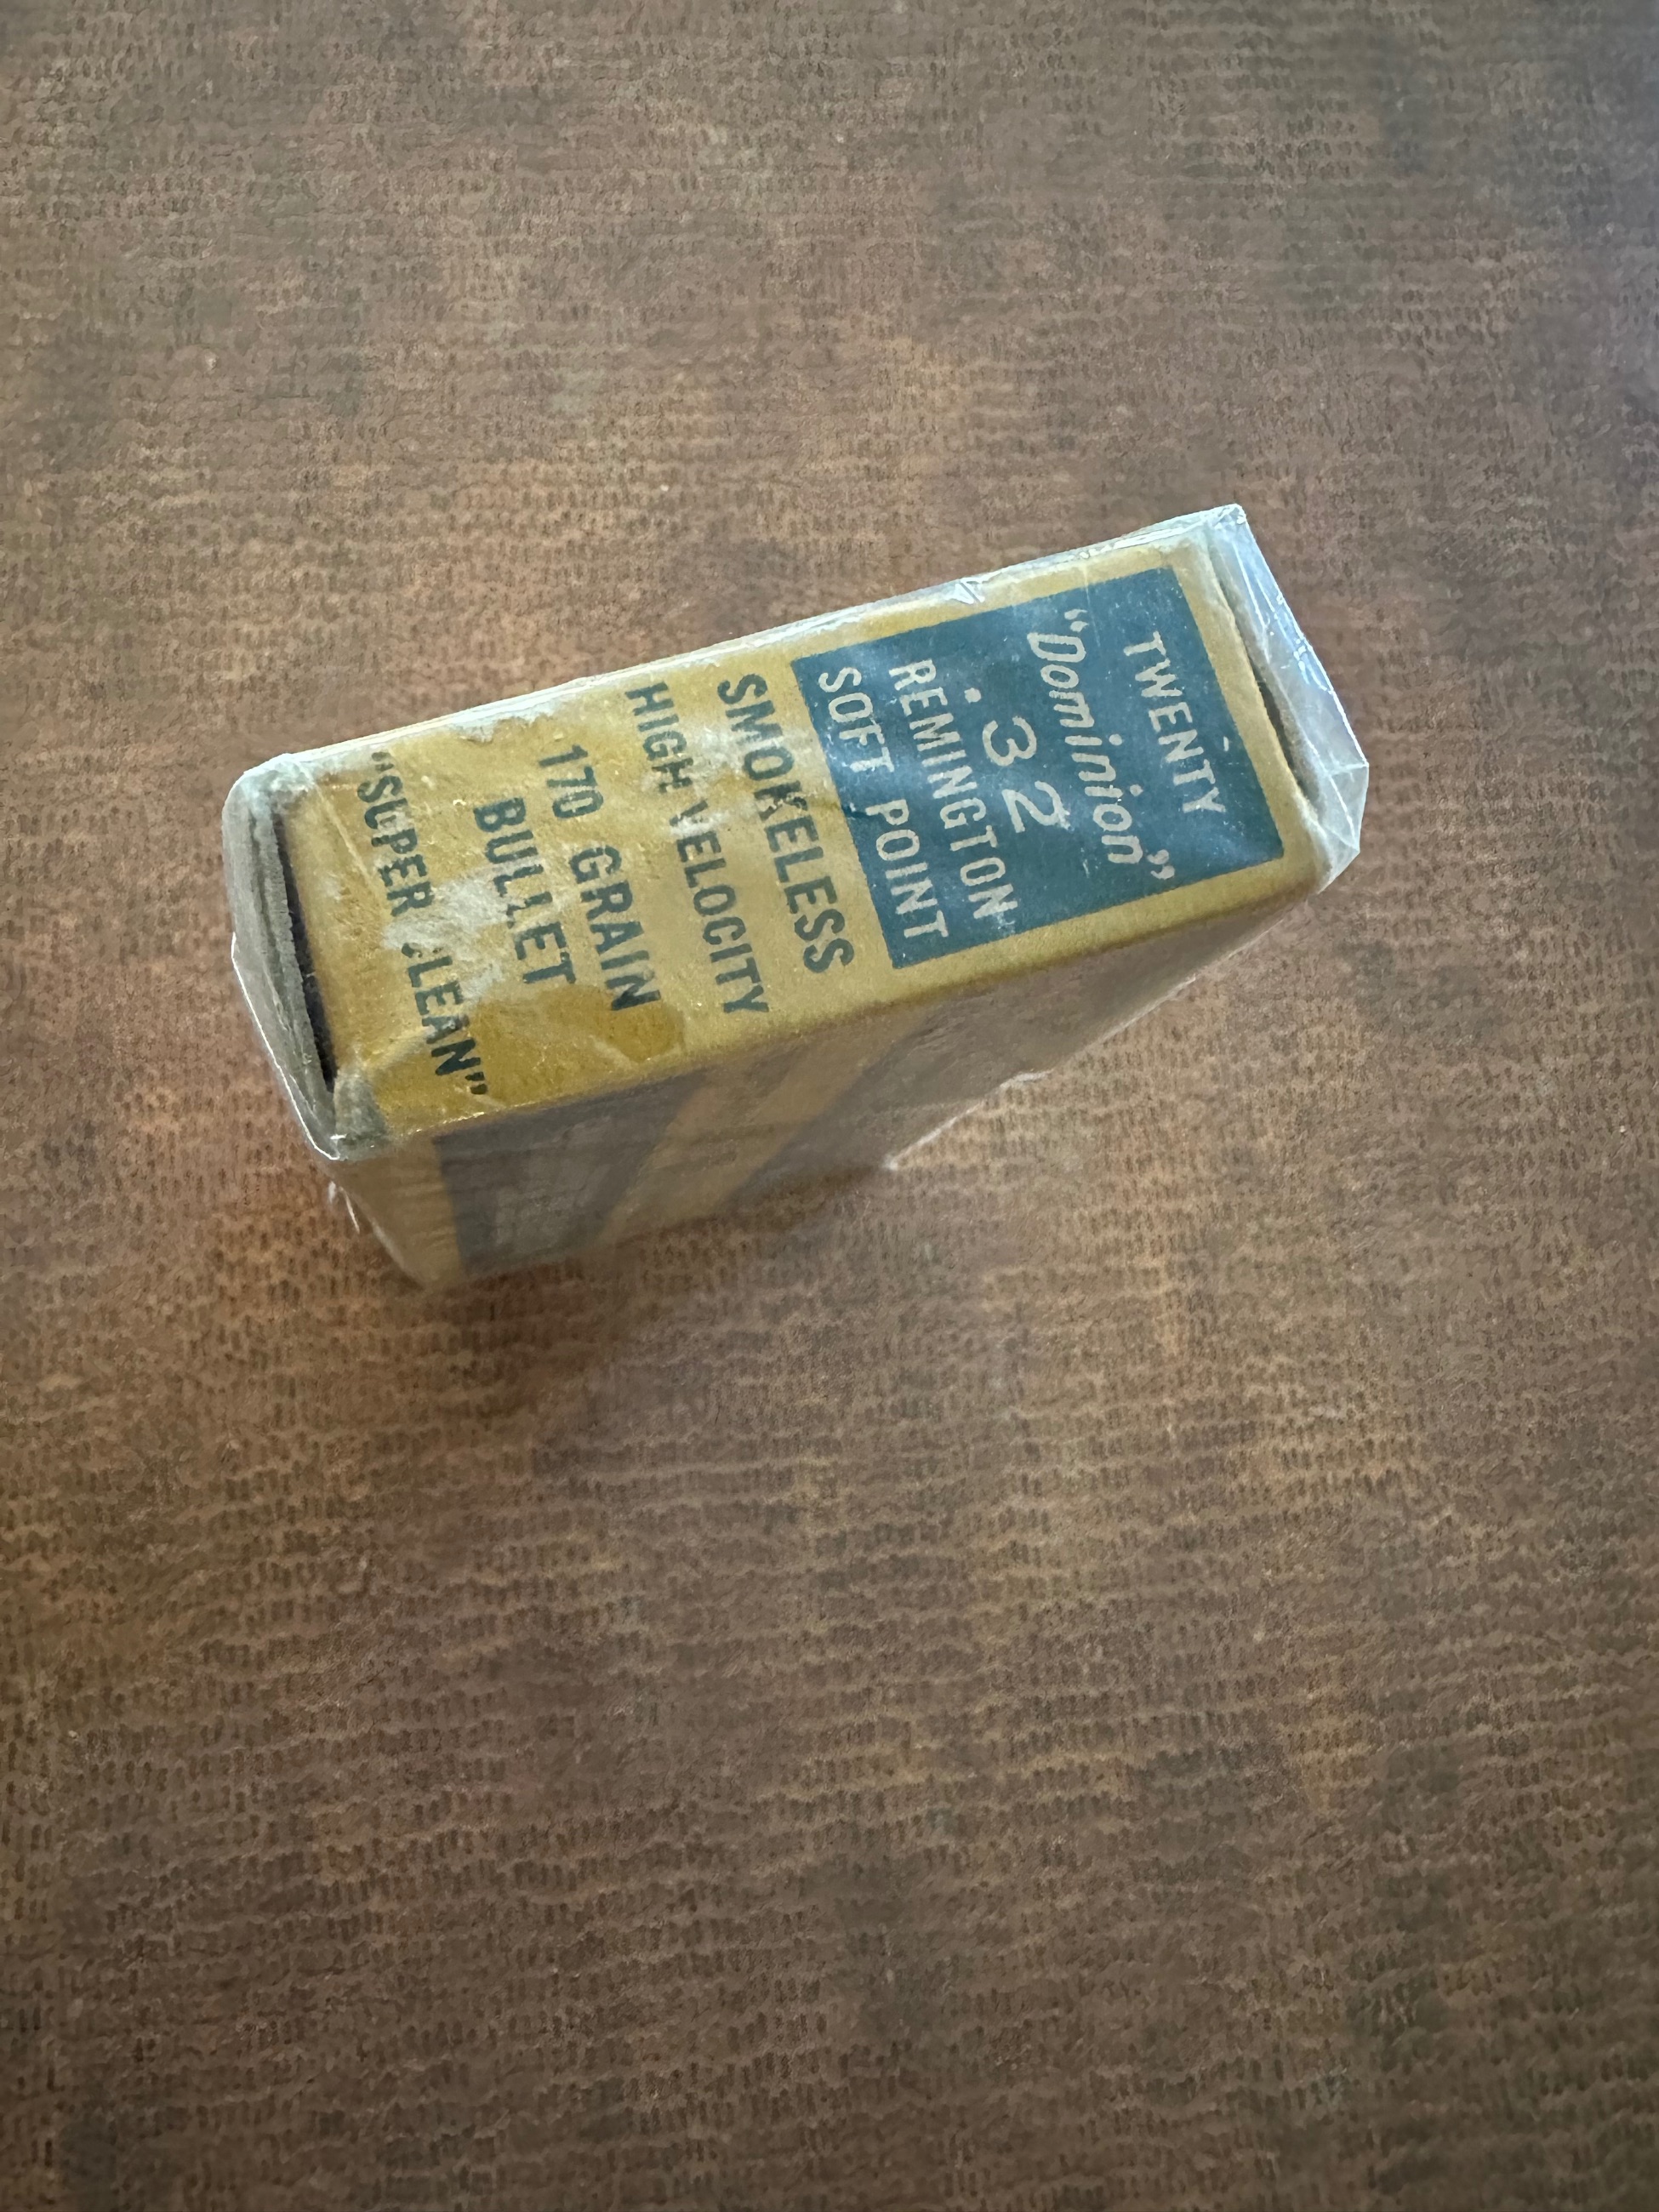 TWENTY
"Dominion"
.32
REMINGTON
SOFT POINT
SMOKELESS
HIGH VELOCITY
170 GRAIN
BULLET
"SUPER CLEAN"